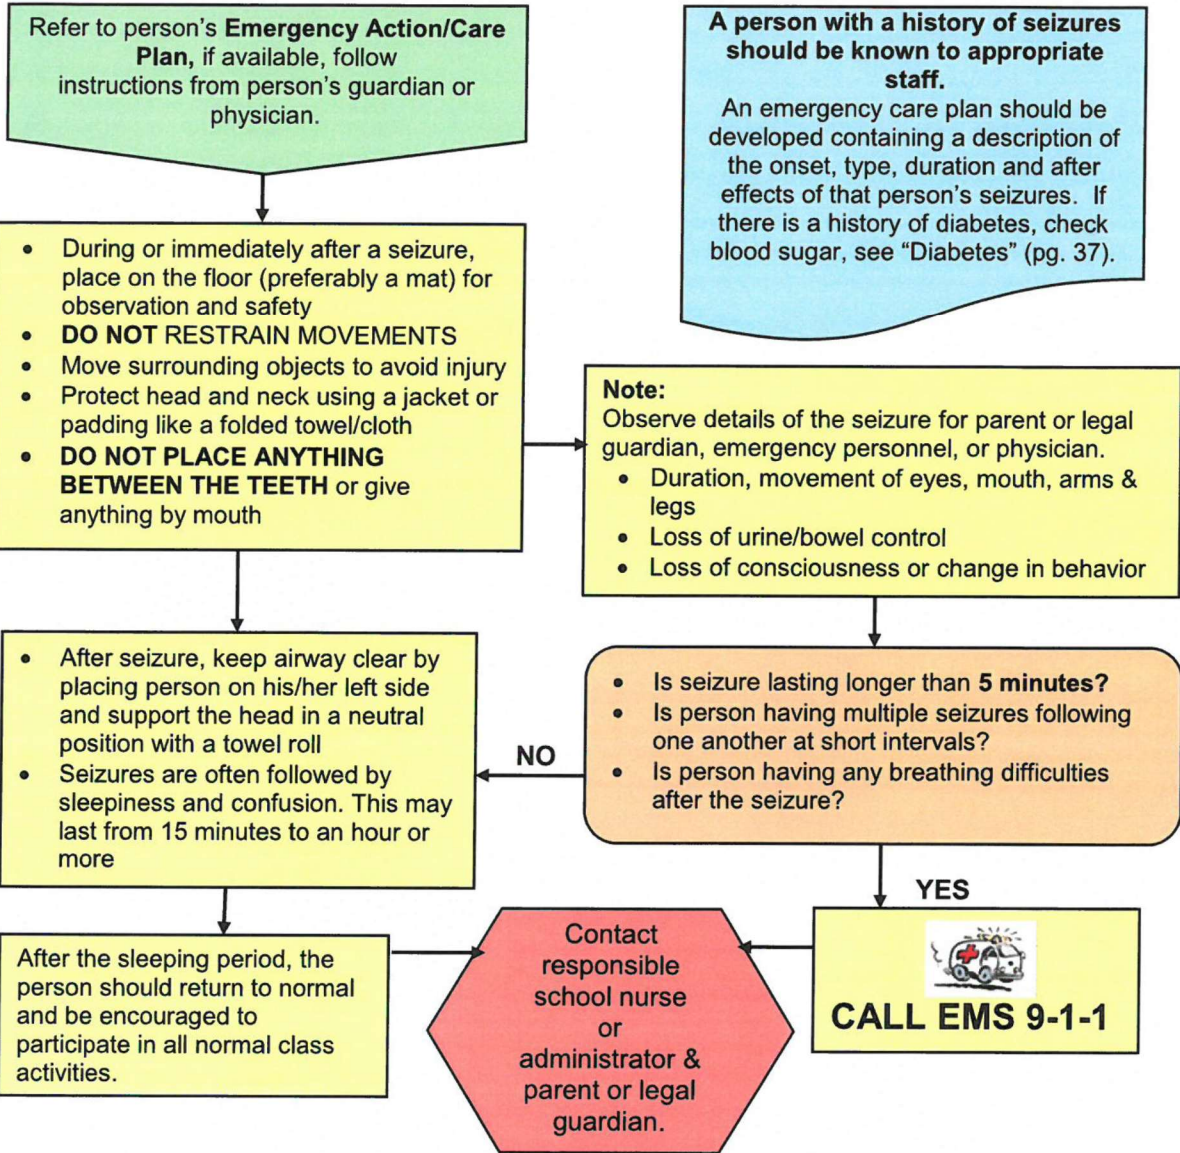 Refer to person's Emergency Action/Care
Plan, if available, follow
instructions from person's guardian or
physician.
A person with a history of seizures
should be known to appropriate
staff.
An emergency care plan should be
developed containing a description of
the onset, type, duration and after
effects of that person's seizures. If
there is a history of diabetes, check
blood sugar, see "Diabetes" (pg. 37).
• During or immediately after a seizure,
place on the floor (preferably a mat) for
observation and safety
• DO NOT RESTRAIN MOVEMENTS
• Move surrounding objects to avoid injury
• Protect head and neck using a jacket or
padding like a folded towel/cloth
• DO NOT PLACE ANYTHING
BETWEEN THE TEETH or give
anything by mouth
Note:
Observe details of the seizure for parent or legal
guardian, emergency personnel, or physician.
• Duration, movement of eyes, mouth, arms &
legs
• Loss of urine/bowel control
• Loss of consciousness or change in behavior
• After seizure, keep airway clear by
placing person on his/her left side
and support the head in a neutral
position with a towel roll
• Seizures are often followed by
sleepiness and confusion. This may
last from 15 minutes to an hour or
more
NO
• Is seizure lasting longer than 5 minutes?
• Is person having multiple seizures following
one another at short intervals?
• Is person having any breathing difficulties
after the seizure?
YES
After the sleeping period, the
person should return to normal
and be encouraged to
participate in all normal class
activities.
Contact
responsible
school nurse
or
administrator &
parent or legal
guardian.
CALL EMS 9-1-1